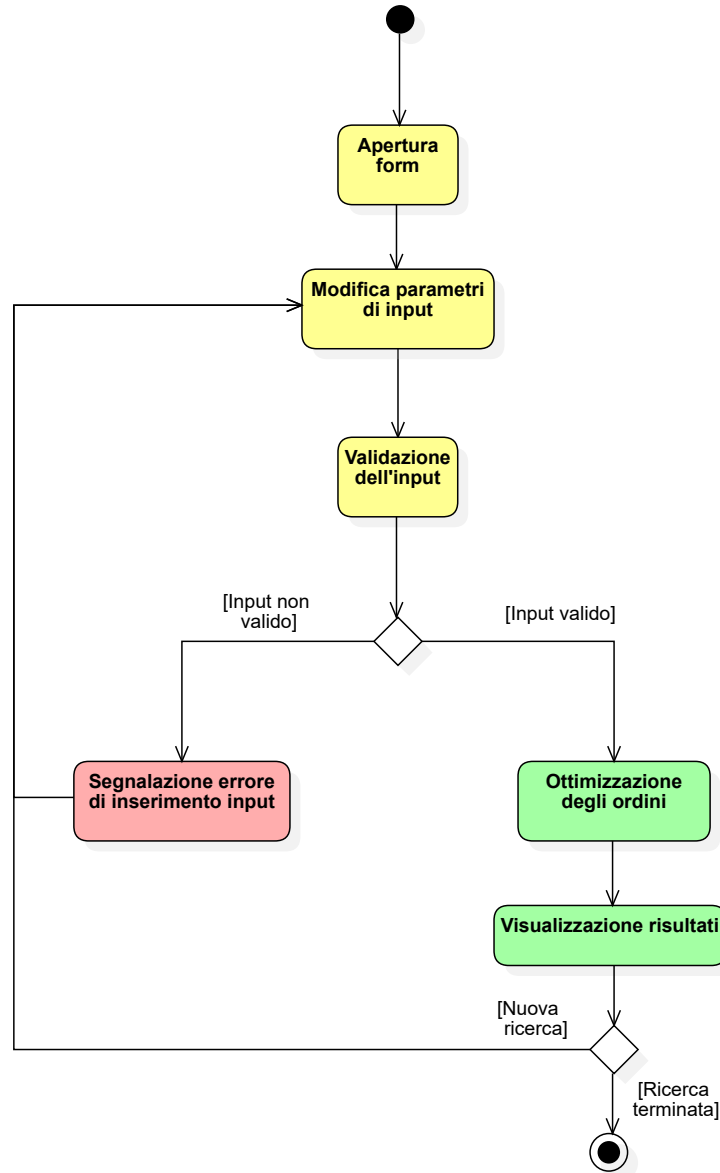 Apertura
form
Modifica parametri
di input
Validazione
dell'input
[Input non
valido]
[Input valido]
Segnalazione errore
di inserimento input
Ottimizzazione
degli ordini
Visualizzazione risultati
[Nuova
ricerca]
[Ricerca
terminata]